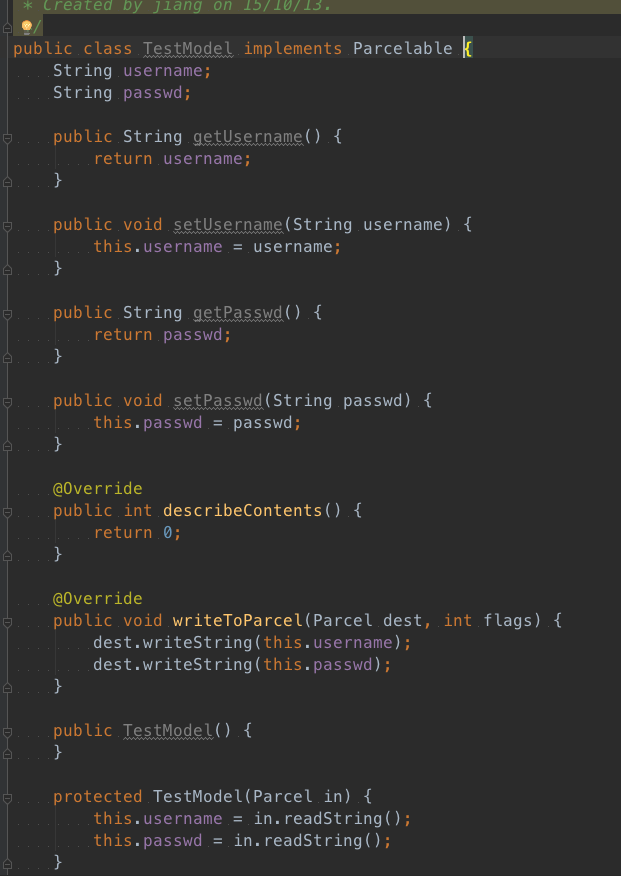 * Created by jiang on 15/10/13.
*/
public class TestModel implements Parcelable {
    String username;
    String passwd;

    public String getUsername() {
        return username;
    }

    public void setUsername(String username) {
        this.username = username;
    }

    public String getPasswd() {
        return passwd;
    }

    public void setPasswd(String passwd) {
        this.passwd = passwd;
    }

    @Override
    public int describeContents() {
        return 0;
    }

    @Override
    public void writeToParcel(Parcel dest, int flags) {
        dest.writeString(this.username);
        dest.writeString(this.passwd);
    }

    public TestModel() {
    }

    protected TestModel(Parcel in) {
        this.username = in.readString();
        this.passwd = in.readString();
    }